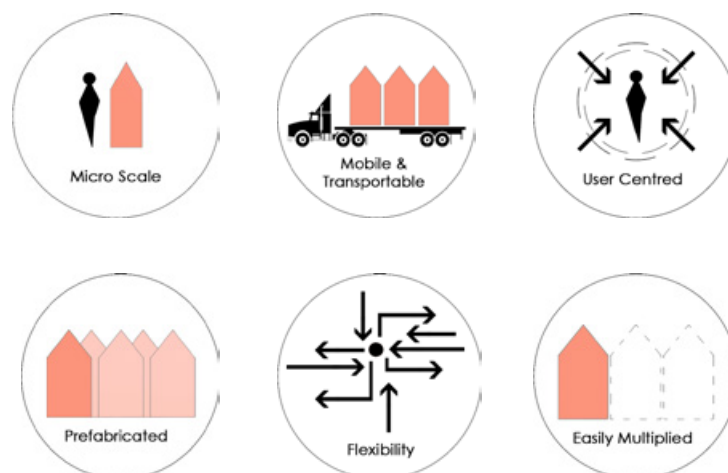 Micro Scale
Mobile &
Transportable
User Centred
Prefabricated
Flexibility
Easily Multiplied